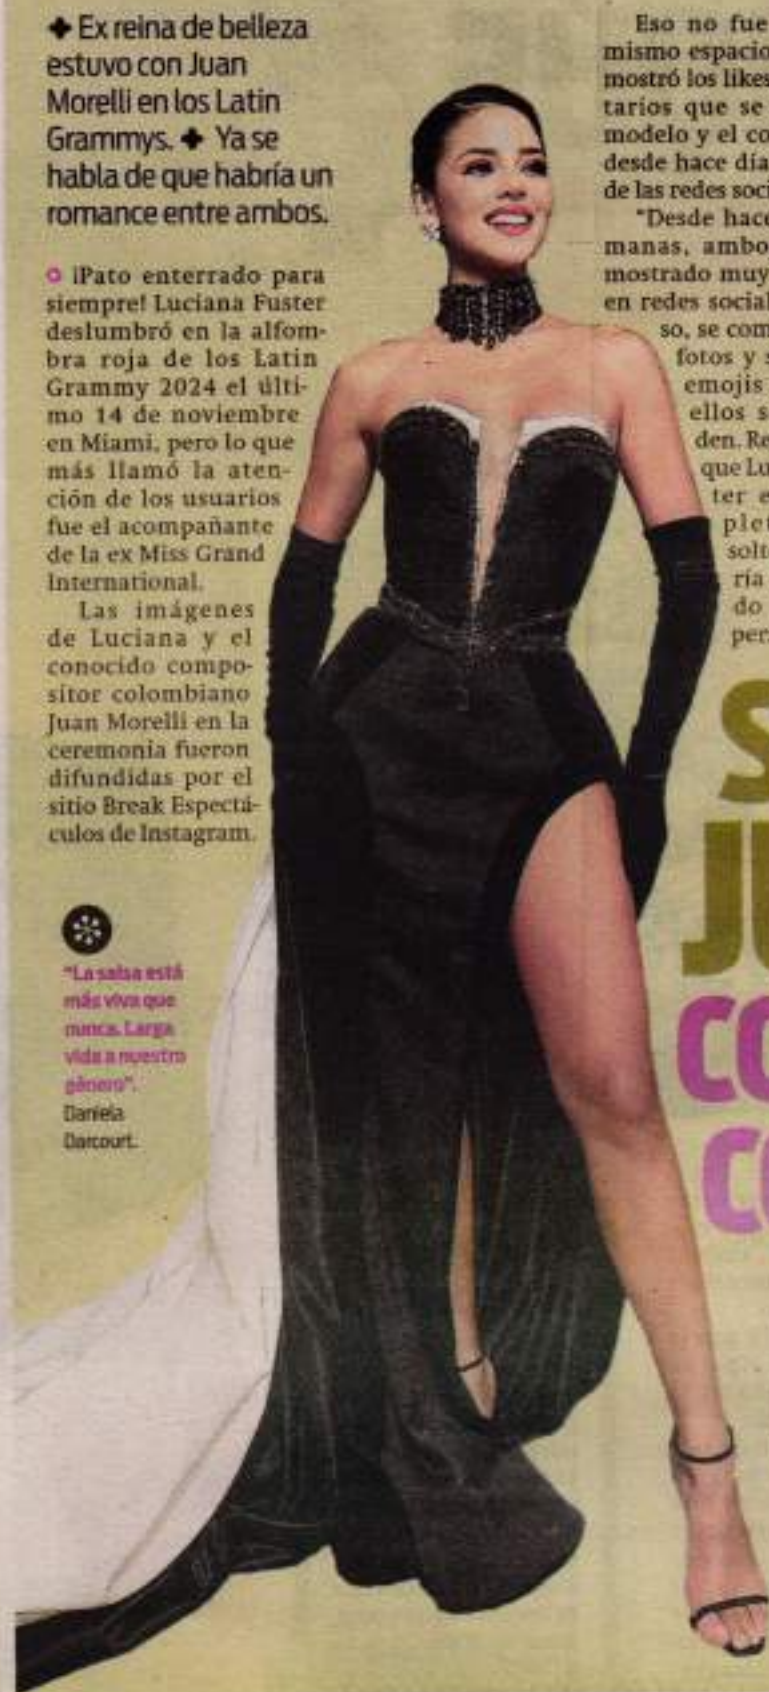 ✦ Ex reina de belleza
estuvo con Juan
Morelli en los Latin
Grammys. ✦ Ya se
habla de que habría un
romance entre ambos.
¡Pato enterrado para
siempre! Luciana Fuster
deslumbró en la alfom-
bra roja de los Latin
Grammy 2024 el últi-
mo 14 de noviembre
en Miami, pero lo que
más llamó la aten-
ción de los usuarios
fue el acompañante
de la ex Miss Grand
International.
Las imágenes
de Luciana y el
conocido compo-
sitor colombiano
Juan Morelli en la
ceremonia fueron
difundidas por el
sitio Break Espectá-
culos de Instagram.
"La salsa está
más viva que
nunca. Larga
vida a nuestro
género".
Daniela
Darcourt.
Eso no fue
mismo espacio
mostró los likes
tarios que se
modelo y el co
desde hace día
de las redes soci
"Desde hace
manas, ambo
mostrado muy
en redes social
so, se com
fotos y s
emojis
ellos s
den. Re
que Lu
ter e
plet
solt
ría
do
per
S
JU
CO
CO